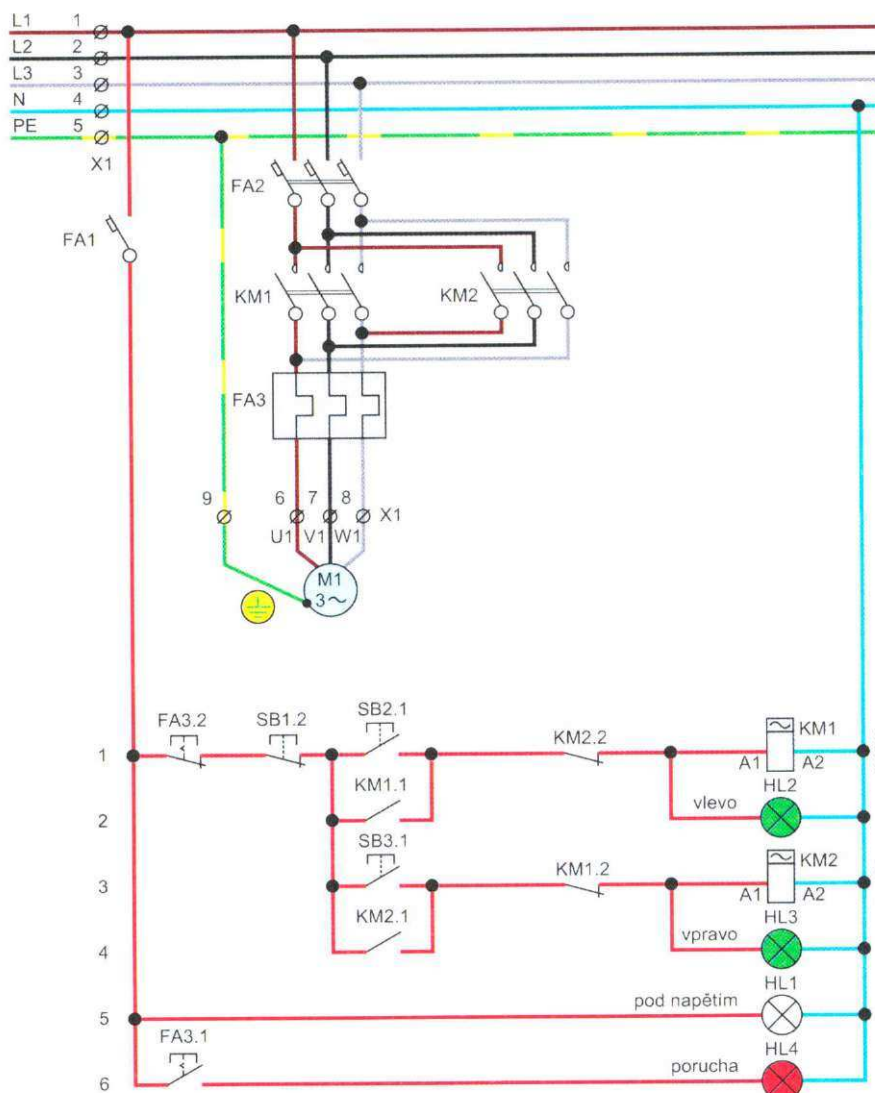 L1 1
L2 2
L3 3
N 4
PE 5
X1
FA2
FA1
KM1
KM2
FA3
9 6 7 8 X1
U1 V1 W1
M1
3~
FA3.2 SB1.2 SB2.1
1 KM2.2 KM1
A1 A2
KM1.1 HL2
vlevo
2
SB3.1
3 KM1.2 KM2
A1 A2
KM2.1 HL3
vpravo
4
HL1
pod napětím
5
FA3.1 HL4
porucha
6